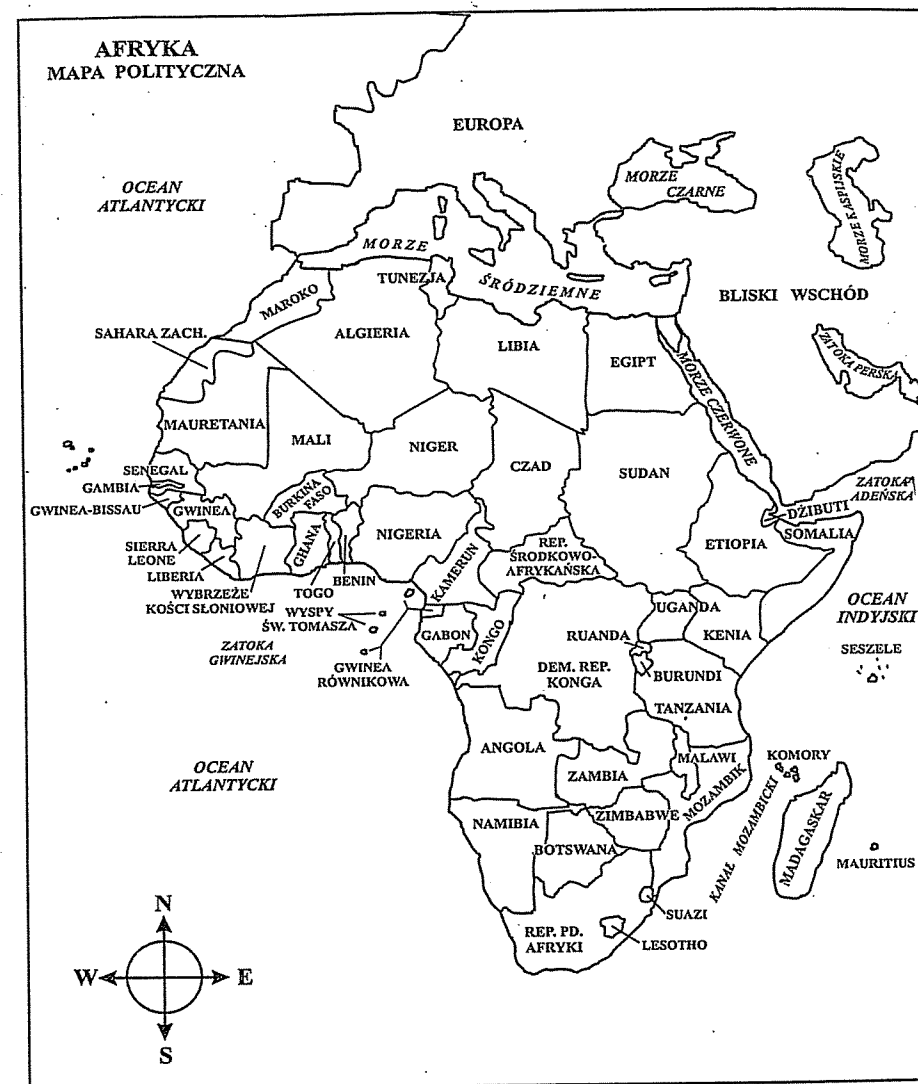 AFRYKA
MAPA POLITYCZNA
EUROPA
OCEAN
ATLANTYCKI
MORZE
CZARNE
MORZE KASPIJSKIE
MORZE
ŚRÓDZIEMNE
TUNEZJA
MAROKO
BLISKI WSCHÓD
SAHARA ZACH.
ALGIERIA
LIBIA
EGIPT
MORZE CZERWONE
ZATOKA PERSKA
MAURETANIA
MALI
NIGER
CZAD
SUDAN
SENEGAL
GAMBIA
GWINEA-BISSAU
GWINEA
BURKINA
FASO
ZATOKA
ADEŃSKA
DŻIBUTI
SOMALIA
NIGERIA
GHANA
ETIOPIA
SIERRA
LEONE
LIBERIA
REP.
ŚRODKOWO-
AFRYKAŃSKA
KAMERUN
BENIN
TOGO
WYBRZEŻE
KOŚCI SŁONIOWEJ
WYSPY
ŚW. TOMASZA
UGANDA
KENIA
OCEAN
INDYJSKI
GABON
KONGO
RUANDA
SESZELE
ZATOKA
GWINEJSKA
GWINEA
RÓWNIKOWA
DEM. REP.
KONGA
BURUNDI
TANZANIA
ANGOLA
MALAWI
KOMORY
ZAMBIA
MOZAMBIK
OCEAN
ATLANTYCKI
NAMIBIA
ZIMBABWE
KANAŁ MOZAMBICKI
MADAGASKAR
BOTSWANA
MAURITIUS
SUAZI
REP. PD.
AFRYKI
LESOTHO
N
W
E
S